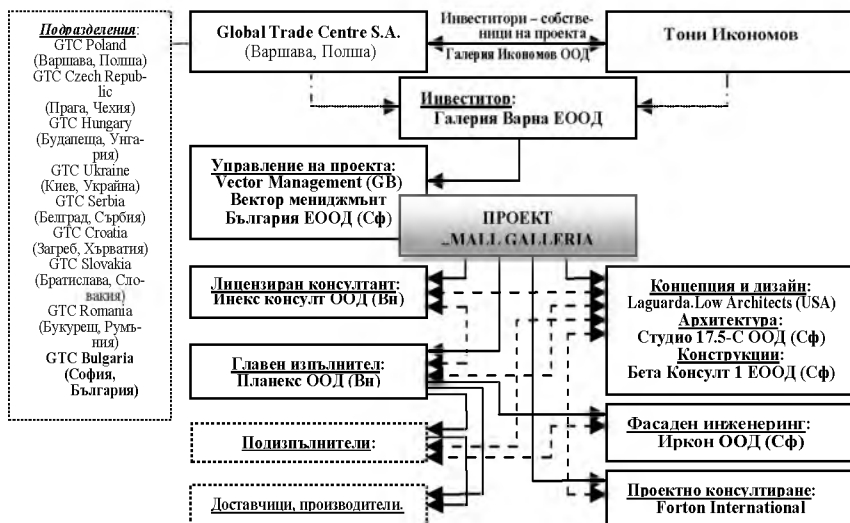 Подразделения:
GTC Poland
(Варшава, Полша)
GTC Czech Repub-
lic
(Прага, Чехия)
GTC Hungary
(Будапеща, Унга-
рия)
GTC Ukraine
(Киев, Украйна)
GTC Serbia
(Белград, Сърбия)
GTC Croatia
(Загреб, Хърватия)
GTC Slovakia
(Братислава, Сло-
вакия)
GTC Romania
(Букурещ, Румъ-
ния)
GTC Bulgaria
(София,
България)
Global Trade Centre S.A.
(Варшава, Полша)
Инвеститори – собстве-
ници на проекта
Галерия Икономов ООД
Тони Икономов
Инвеститор:
Галерия Варна ЕООД
Управление на проекта:
Vector Management (GB)
Вектор мениджмънт
България ЕООД (Сф)
ПРОЕКТ
„MALL GALLERIA
Лицензиран консултант:
Инекс консулт ООД (Вн)
Концепция и дизайн:
Laguarda.Low Architects (USA)
Архитектура:
Студио 17.5-С ООД (Сф)
Конструкции:
Бета Консулт 1 ЕООД (Сф)
Главен изпълнител:
Планекс ООД (Вн)
Подизпълнители:
Фасаден инженеринг:
Иркон ООД (Сф)
Доставчици, производители.
Проектно консултиране:
Forton International